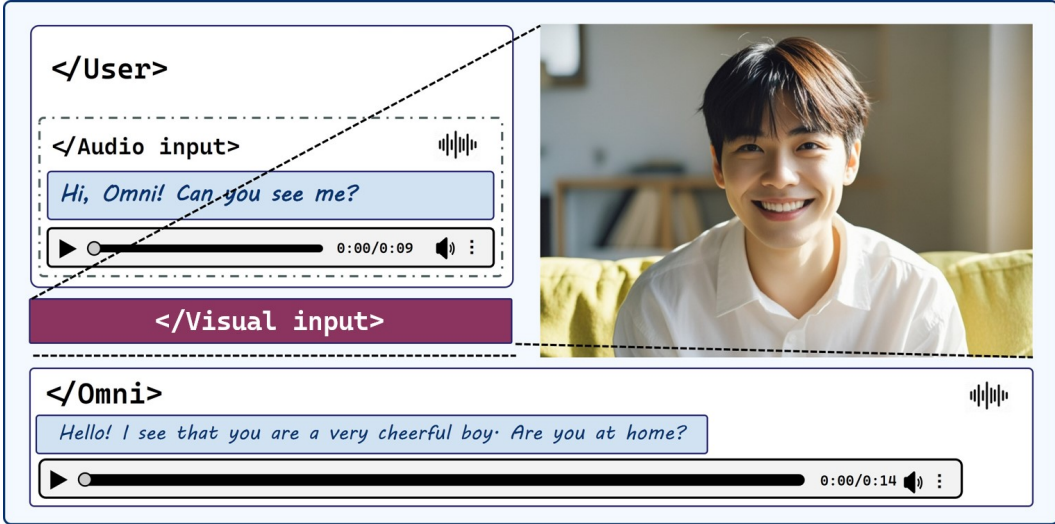 </User>
</Audio input>
Hi, Omni! Can you see me?
0:00/0:09
</Visual input>
</Omni>
Hello! I see that you are a very cheerful boy. Are you at home?
0:00/0:14